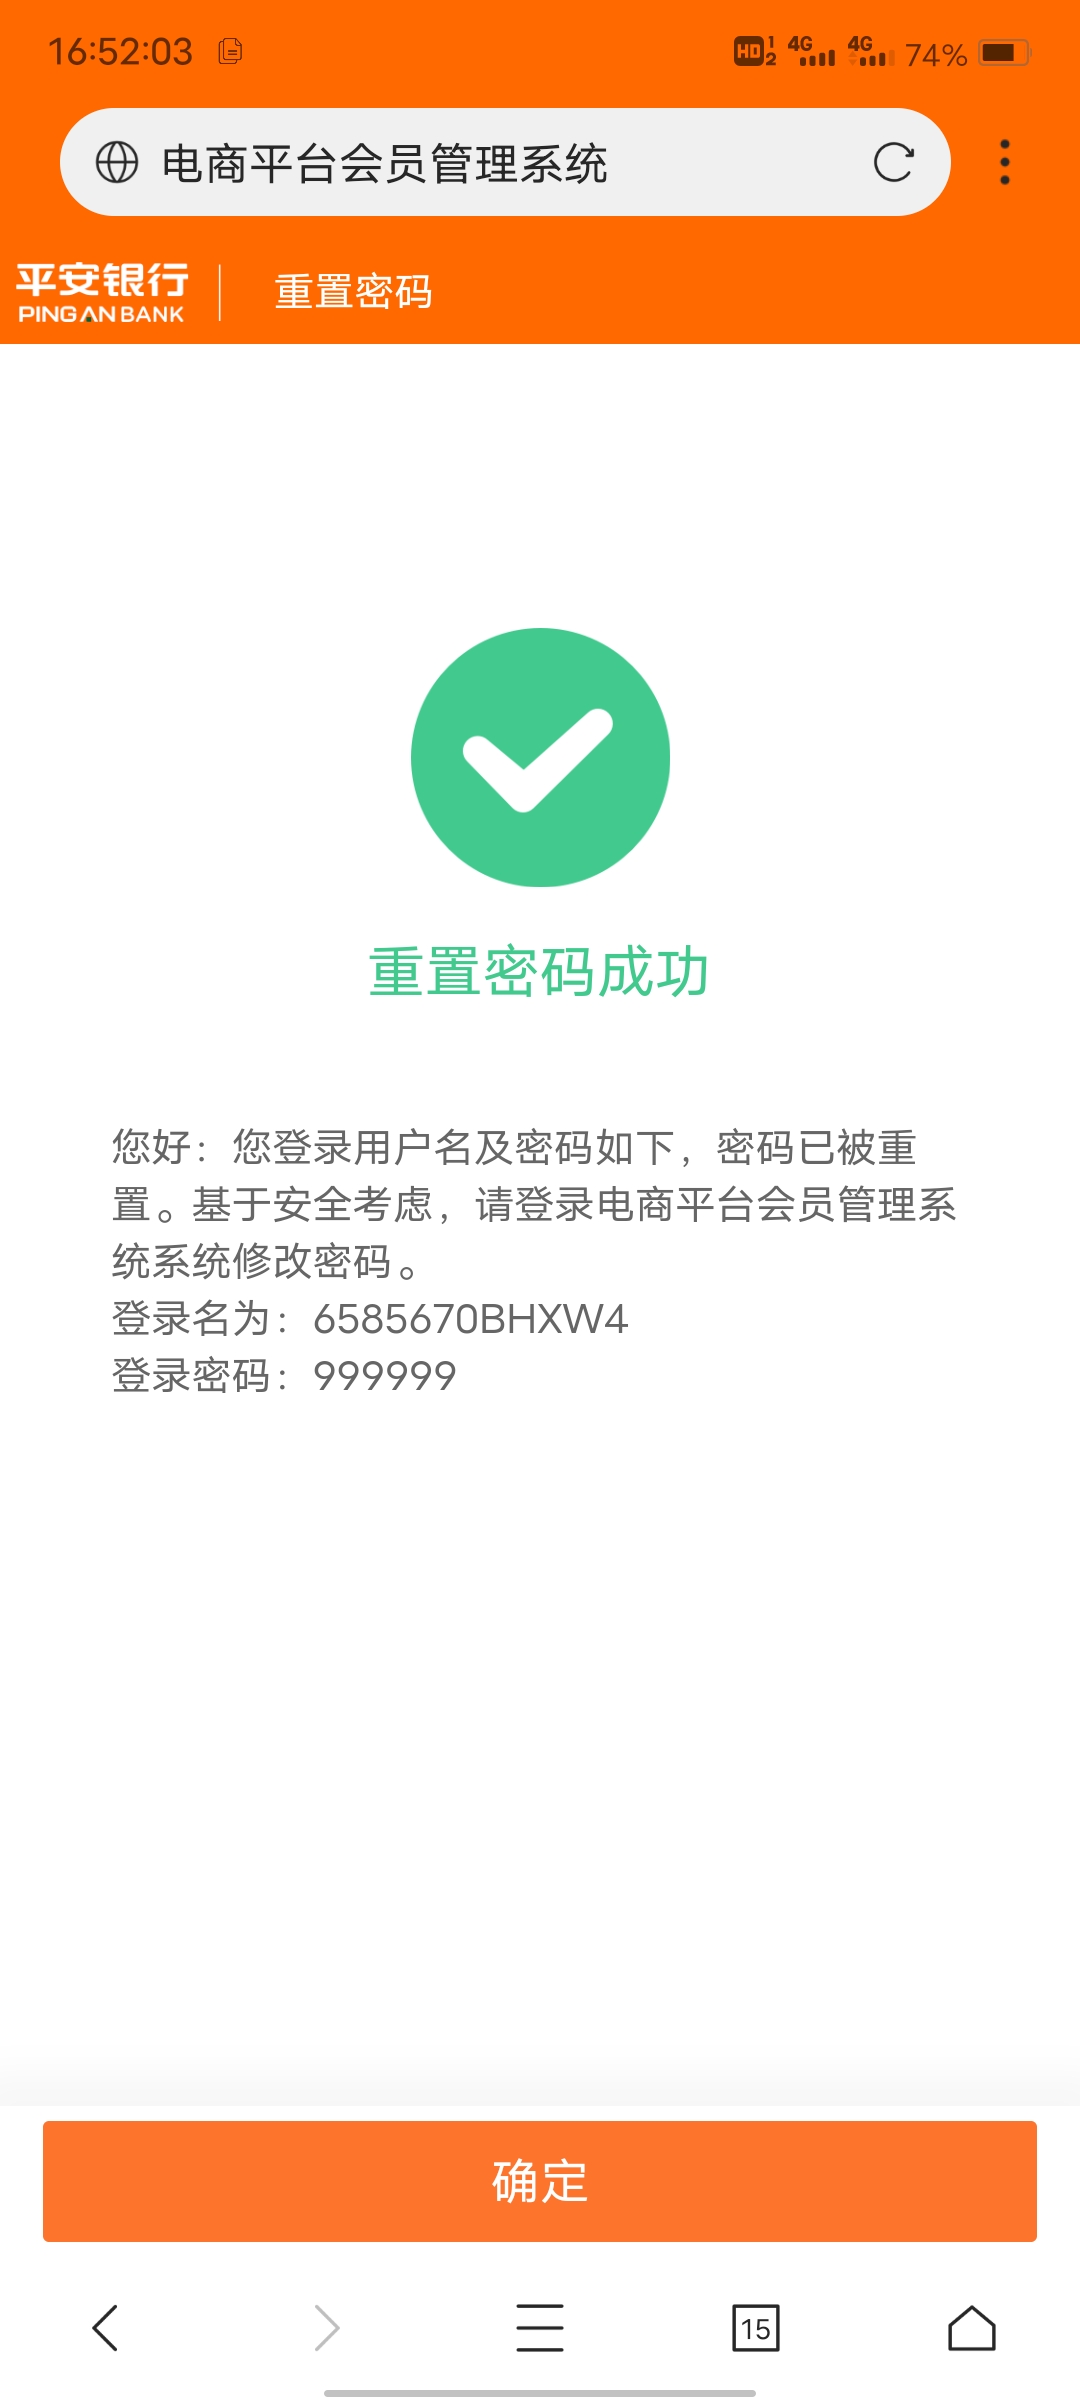 16:52:03
HD 1 2 4G 4G 74%
电商平台会员管理系统
平安银行
PING AN BANK
重置密码
重置密码成功
您好：您登录用户名及密码如下，密码已被重
置。基于安全考虑，请登录电商平台会员管理系
统系统修改密码。
登录名为：6585670BHXW4
登录密码：999999
确定
15